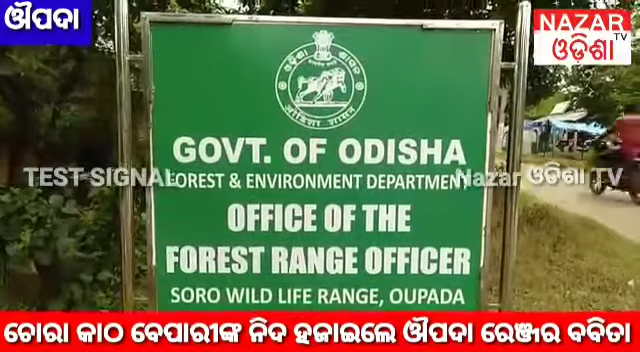 ଔପଦା
NAZAR
ଓଡ଼ିଶା TV
GOVT. OF ODISHA
FOREST & ENVIRONMENT DEPARTMENT
TEST SIGNAL
Nazar ଓଡିଶା TV
OFFICE OF THE
FOREST RANGE OFFICER
SORO WILD LIFE RANGE, OUPADA
ଚୋରା କାଠ ବେପାରୀଙ୍କ ନିଦ ହଜାଇଲେ ଔପଦା ରେଞ୍ଜର ବବିତା